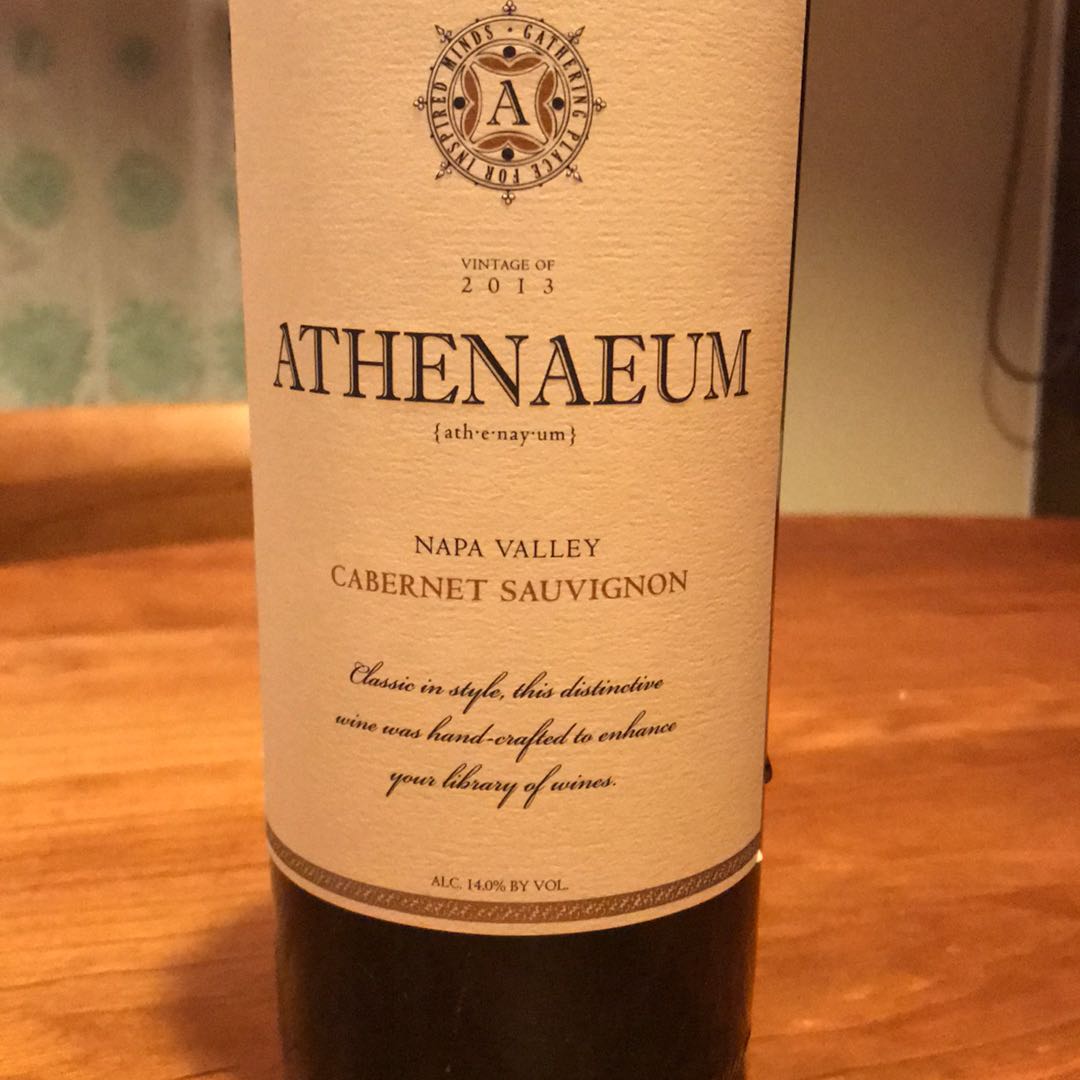 GATHERING PLACE FOR INSPIRED MINDS ·
A
VINTAGE OF
2013
ATHENAEUM
{ath·e·nay·um}
NAPA VALLEY
CABERNET SAUVIGNON
Classic in style, this distinctive
wine was hand-crafted to enhance
your library of wines.
ALC. 14.0% BY VOL.